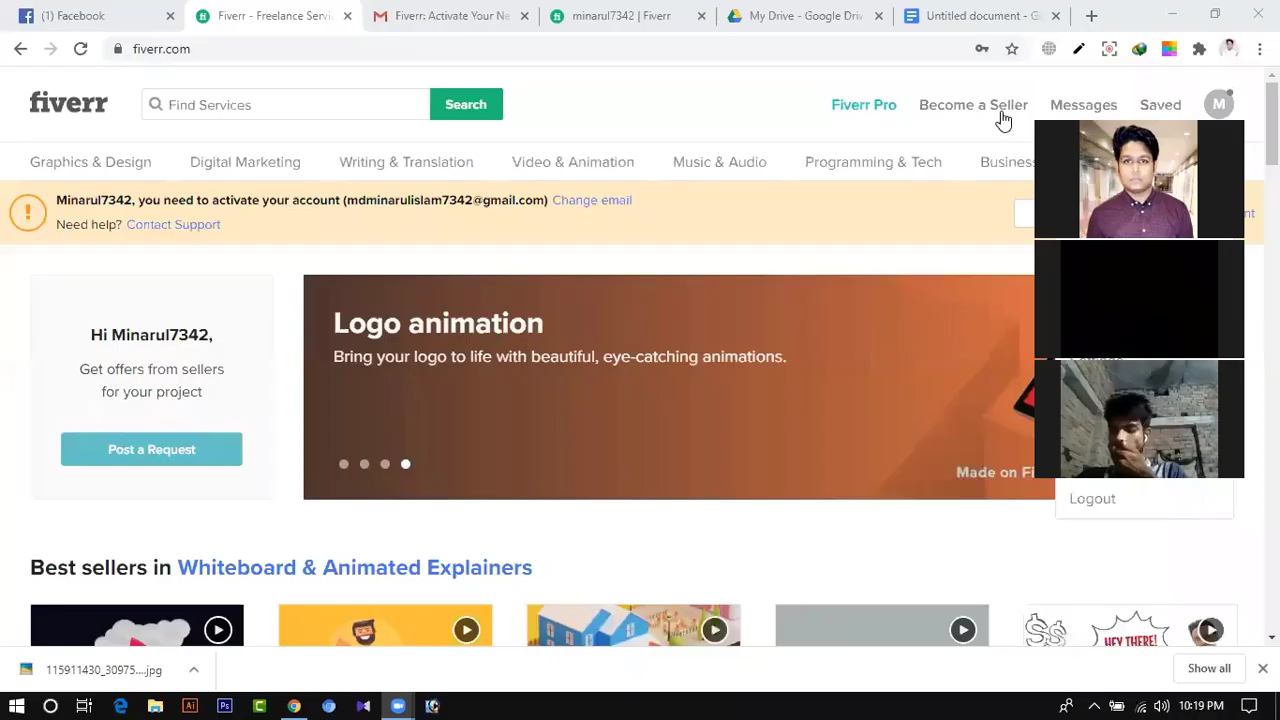 (1) Facebook
Fiverr - Freelance Servi
Fiverr: Activate Your Ne
minarul7342 | Fiverr
My Drive - Google Driv
Untitled document - G
fiverr.com
fiverr
Find Services
Search
Fiverr Pro
Become a Seller
Messages
Saved
M
Graphics & Design
Digital Marketing
Writing & Translation
Video & Animation
Music & Audio
Programming & Tech
Business
Minarul7342, you need to activate your account (mdminarulislam7342@gmail.com) Change email
Need help? Contact Support
nt
Hi Minarul7342,
Get offers from sellers
for your project
Post a Request
Logo animation
Bring your logo to life with beautiful, eye-catching animations.
Made on Fi
Logout
Best sellers in Whiteboard & Animated Explainers
HEY THERE!
115911430_30975....jpg
Show all
10:19 PM